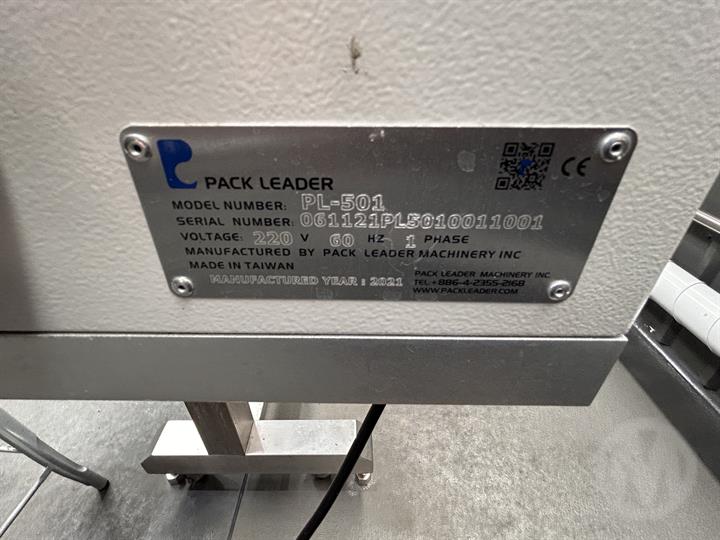 PACK LEADER
CE
MODEL NUMBER: PL-501
SERIAL NUMBER: 061121PL5010011001
VOLTAGE: 220 V 60 HZ 1 PHASE
MANUFACTURED BY PACK LEADER MACHINERY INC
MADE IN TAIWAN
MANUFACTURED YEAR : 2021
PACK LEADER MACHINERY INC.
TEL:+886-4-2355-2168
WWW.PACKLEADER.COM